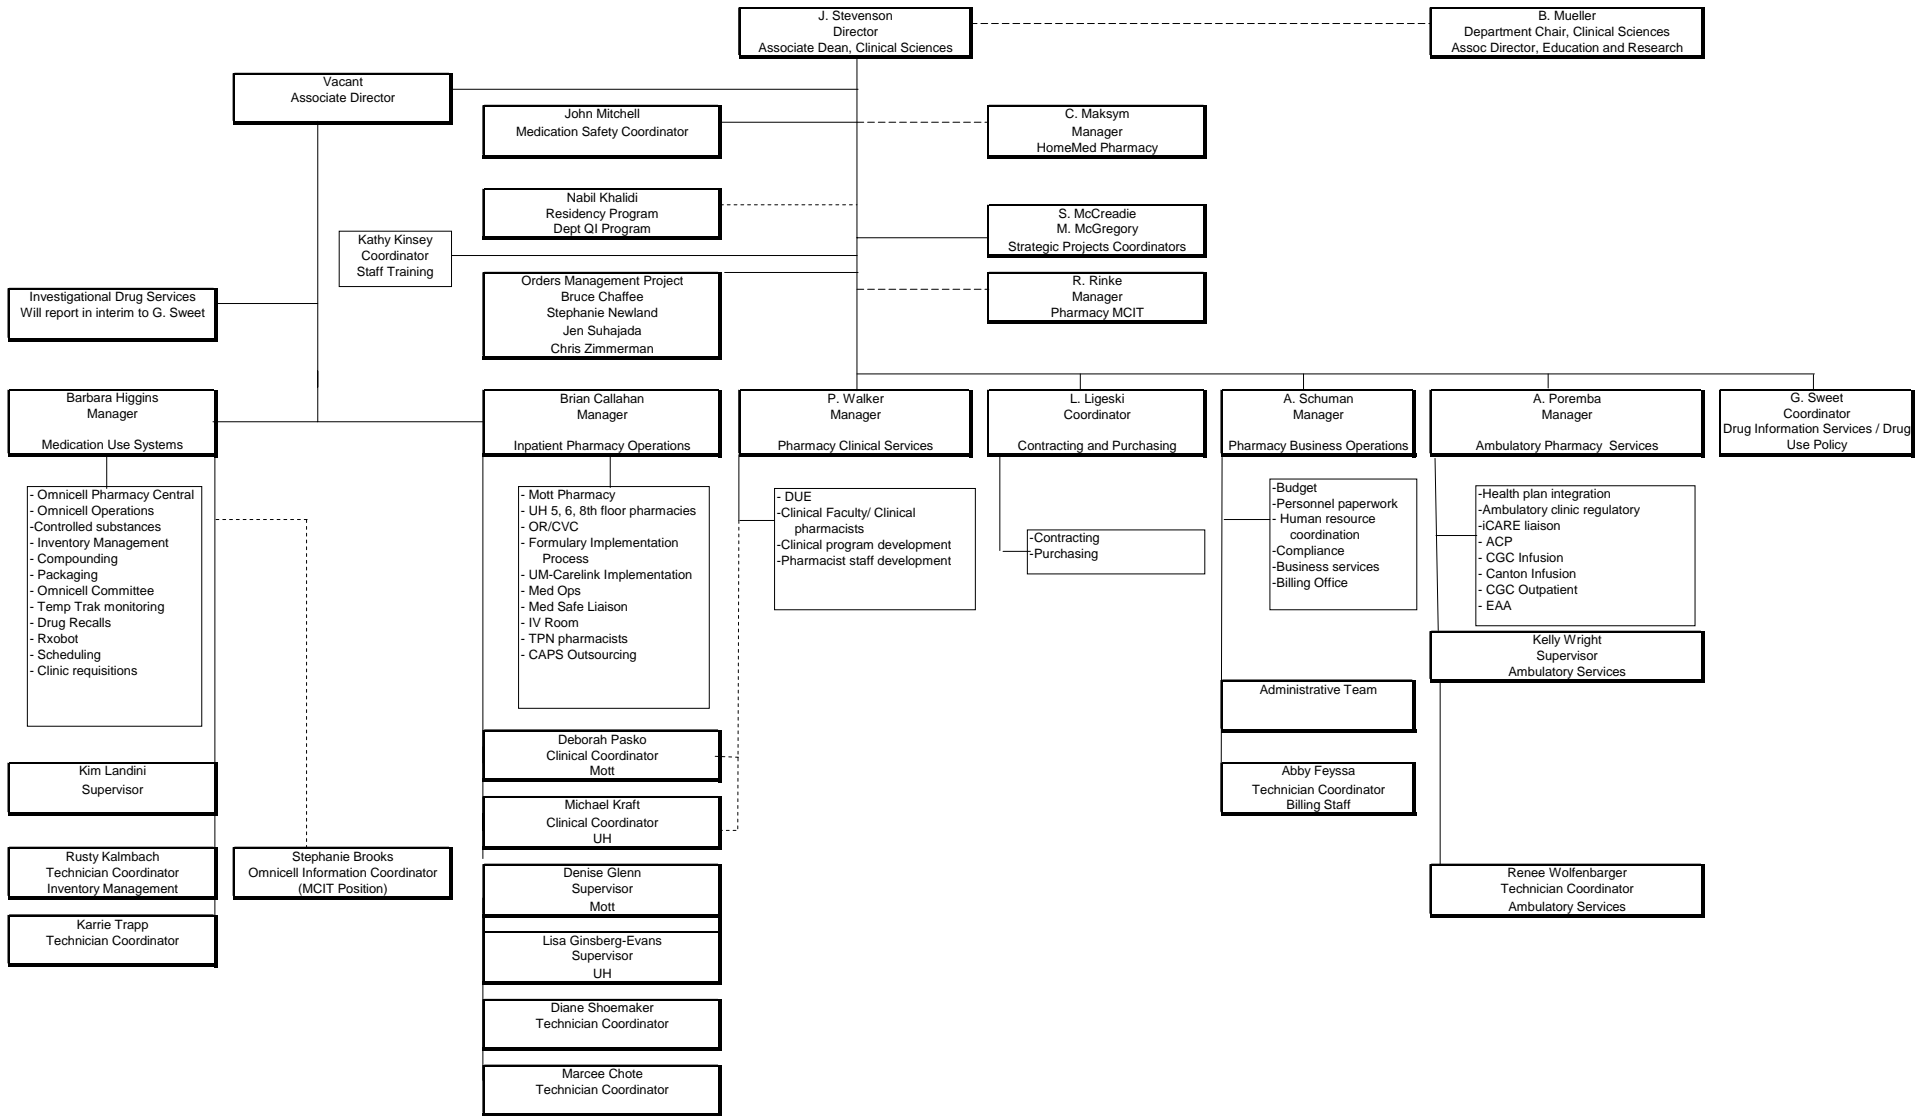 J. Stevenson
Director
Associate Dean, Clinical Sciences
B. Mueller
Department Chair, Clinical Sciences
Assoc Director, Education and Research
Vacant
Associate Director
John Mitchell
Medication Safety Coordinator
C. Maksym
Manager
HomeMed Pharmacy
Nabil Khalidi
Residency Program
Dept QI Program
S. McCreadie
M. McGregory
Strategic Projects Coordinators
Kathy Kinsey
Coordinator
Staff Training
Orders Management Project
Bruce Chaffee
Stephanie Newland
Jen Suhajada
Chris Zimmerman
R. Rinke
Manager
Pharmacy MCIT
Investigational Drug Services
Will report in interim to G. Sweet
Barbara Higgins
Manager
Medication Use Systems
Brian Callahan
Manager
Inpatient Pharmacy Operations
P. Walker
Manager
Pharmacy Clinical Services
L. Ligeski
Coordinator
Contracting and Purchasing
A. Schuman
Manager
Pharmacy Business Operations
A. Poremba
Manager
Ambulatory Pharmacy  Services
G. Sweet
Coordinator
Drug Information Services / Drug
Use Policy
- Omnicell Pharmacy Central
- Omnicell Operations
-Controlled substances
- Inventory Management
- Compounding
- Packaging
- Omnicell Committee
- Temp Trak monitoring
- Drug Recalls
- Rxobot
- Scheduling
- Clinic requisitions
- Mott Pharmacy
- UH 5, 6, 8th floor pharmacies
- OR/CVC
- Formulary Implementation
Process
- UM-Carelink Implementation
- Med Ops
- Med Safe Liaison
- IV Room
- TPN pharmacists
- CAPS Outsourcing
- DUE
-Clinical Faculty/ Clinical
pharmacists
-Clinical program development
-Pharmacist staff development
-Contracting
-Purchasing
-Budget
-Personnel paperwork
- Human resource
coordination
-Compliance
-Business services
-Billing Office
-Health plan integration
-Ambulatory clinic regulatory
-iCARE liaison
- ACP
- CGC Infusion
- Canton Infusion
- CGC Outpatient
- EAA
Kelly Wright
Supervisor
Ambulatory Services
Administrative Team
Deborah Pasko
Clinical Coordinator
Mott
Kim Landini
Supervisor
Abby Feyssa
Technician Coordinator
Billing Staff
Michael Kraft
Clinical Coordinator
UH
Rusty Kalmbach
Technician Coordinator
Inventory Management
Stephanie Brooks
Omnicell Information Coordinator
(MCIT Position)
Denise Glenn
Supervisor
Mott
Renee Wolfenbarger
Technician Coordinator
Ambulatory Services
Karrie Trapp
Technician Coordinator
Lisa Ginsberg-Evans
Supervisor
UH
Diane Shoemaker
Technician Coordinator
Marcee Chote
Technician Coordinator